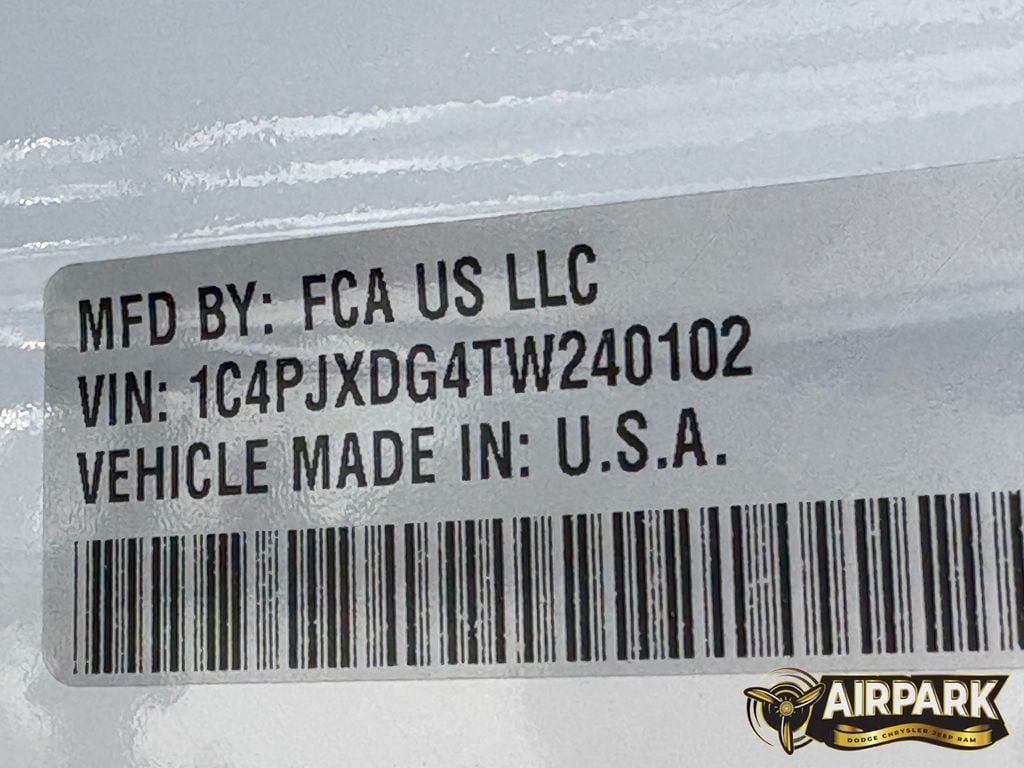 MFD BY: FCA US LLC
VIN: 1C4PJXDG4TW240102
VEHICLE MADE IN: U.S.A.
AIRPARK
DODGE CHRYSLER JEEP RAM